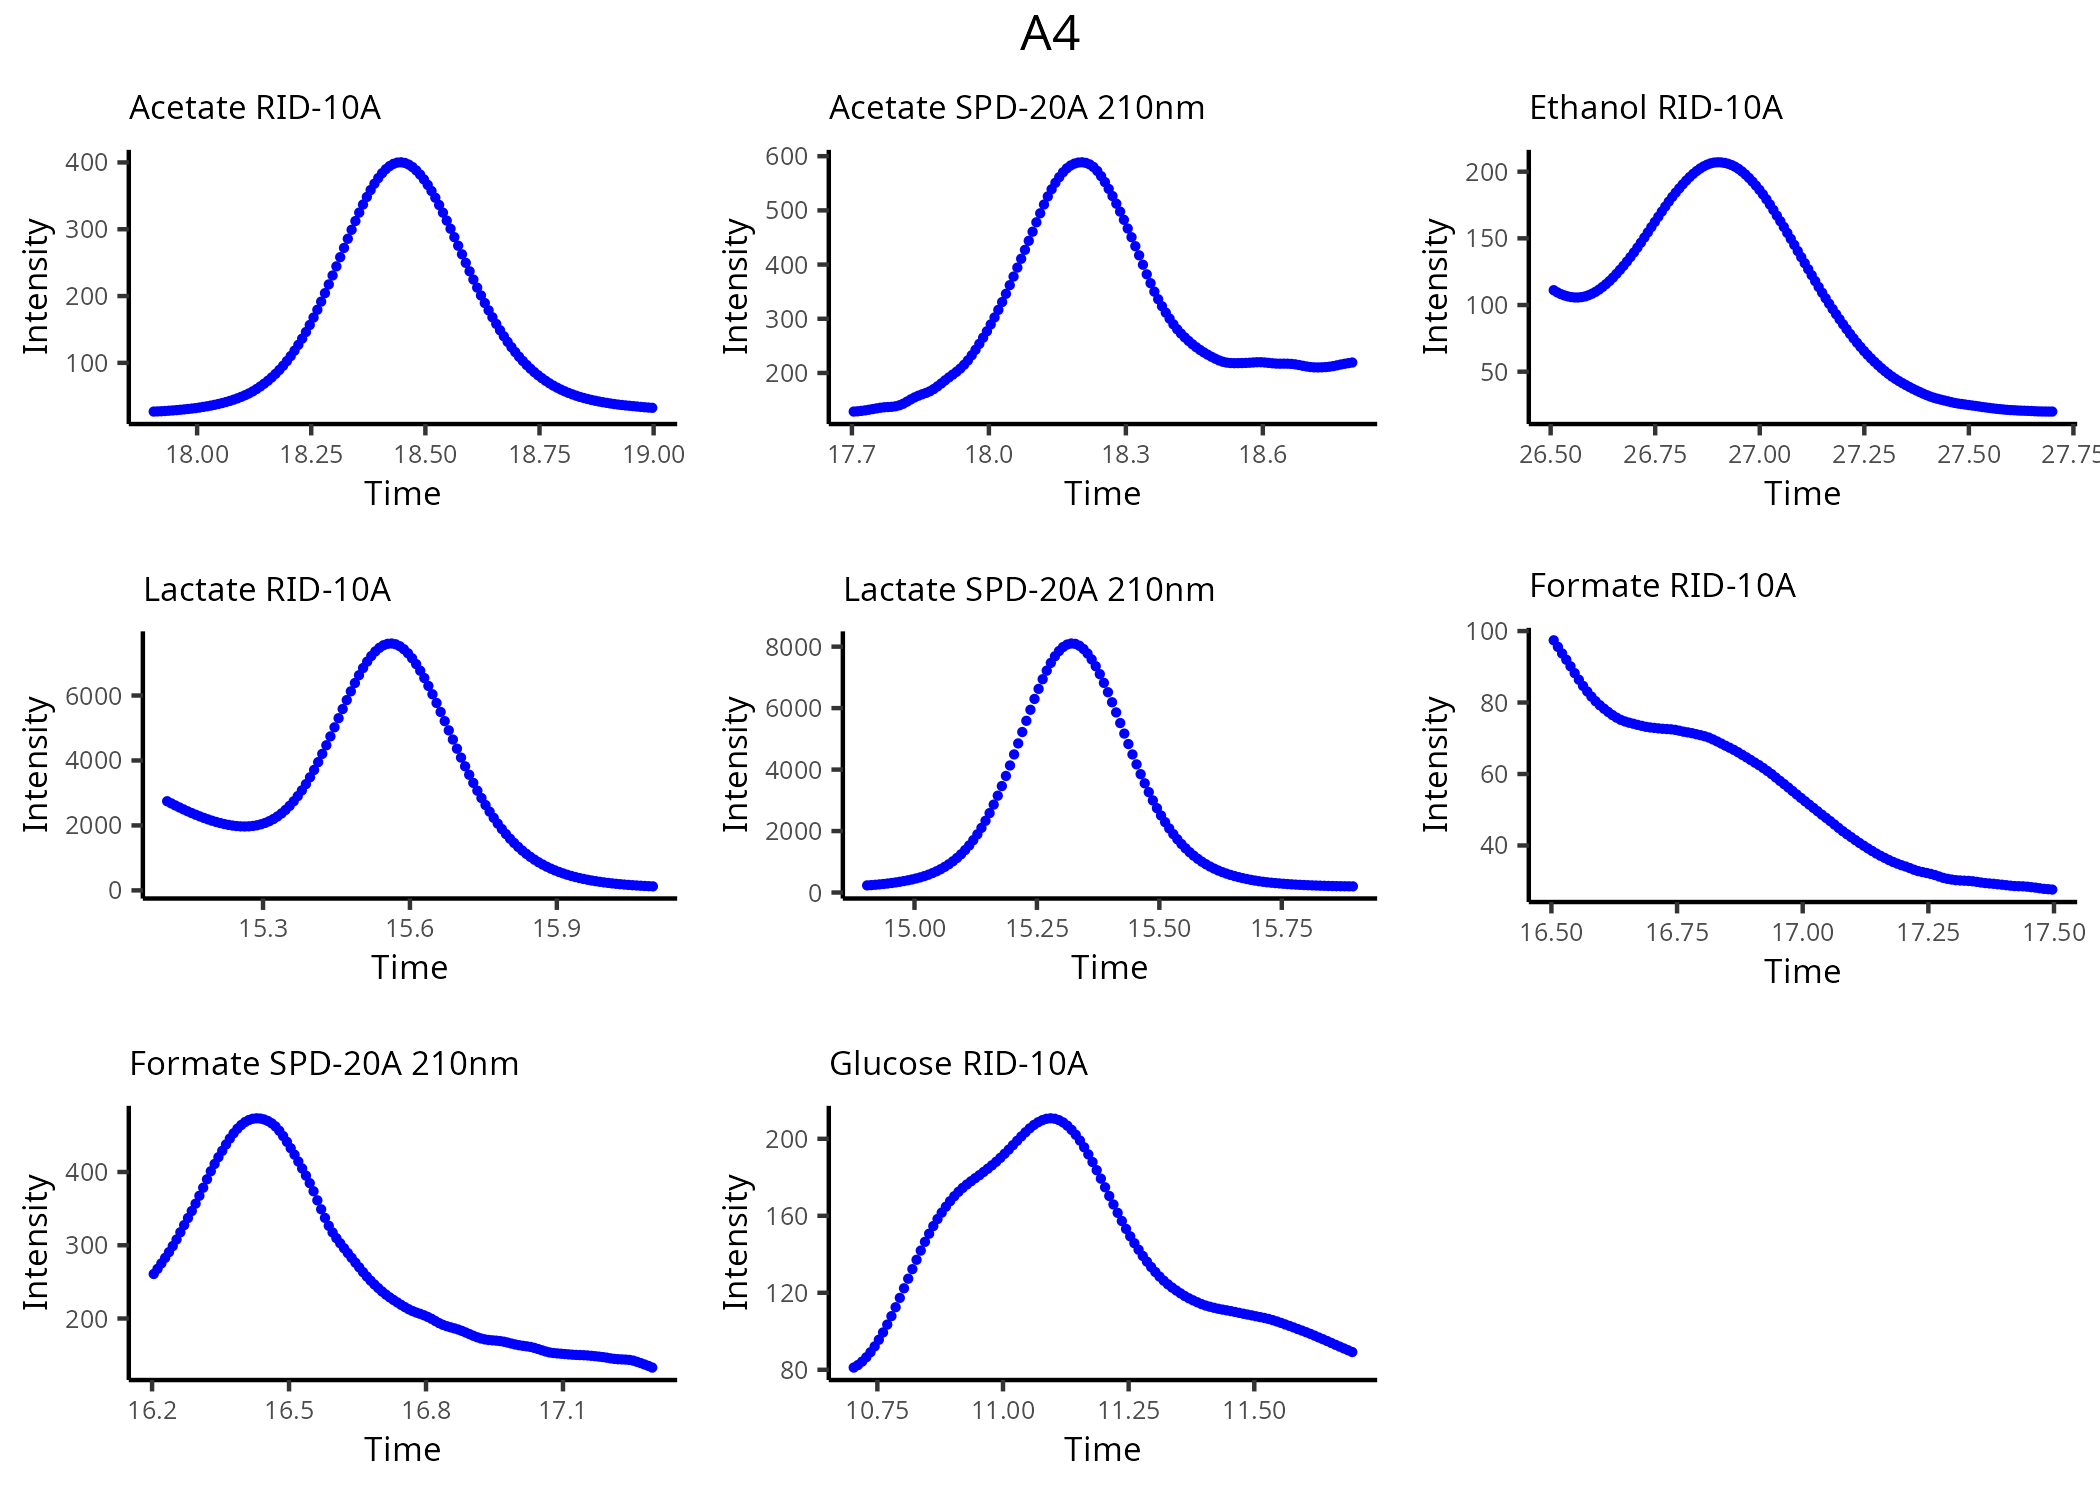 A4
Acetate RID-10A
Intensity
400
300
200
100
18.00 18.25 18.50 18.75 19.00
Time
Acetate SPD-20A 210nm
Intensity
600
500
400
300
200
17.7 18.0 18.3 18.6
Time
Ethanol RID-10A
Intensity
200
150
100
50
26.50 26.75 27.00 27.25 27.50 27.75
Time
Lactate RID-10A
Intensity
6000
4000
2000
0
15.3 15.6 15.9
Time
Lactate SPD-20A 210nm
Intensity
8000
6000
4000
2000
0
15.00 15.25 15.50 15.75
Time
Formate RID-10A
Intensity
100
80
60
40
16.50 16.75 17.00 17.25 17.50
Time
Formate SPD-20A 210nm
Intensity
400
300
200
16.2 16.5 16.8 17.1
Time
Glucose RID-10A
Intensity
200
160
120
80
10.75 11.00 11.25 11.50
Time